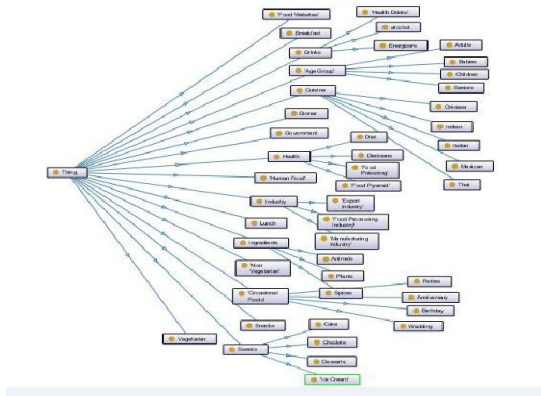 'Food Websites'
'Health Drinks'
alcohol
Breakfast
Drinks
Energizers
Adults
'Age Group'
Babies
Children
Seniors
Cuisine
Chinese
Indian
Italian
Mexican
Thai
Dinner
Government
Diet
Health
Dieticians
'Food
Poisoning'
'Food Pyramid'
Thing
'Human Food'
Industry
'Export
Industry'
'Food Processing
Industry'
'Manufacturing
Industry'
Lunch
Ingredients
Animals
Plants
Spices
'Non
Vegetarian'
Parties
Anniversary
Birthday
Wedding
Snacks
Vegetarian
Sweets
Cake
Desserts
'Ice Cream'